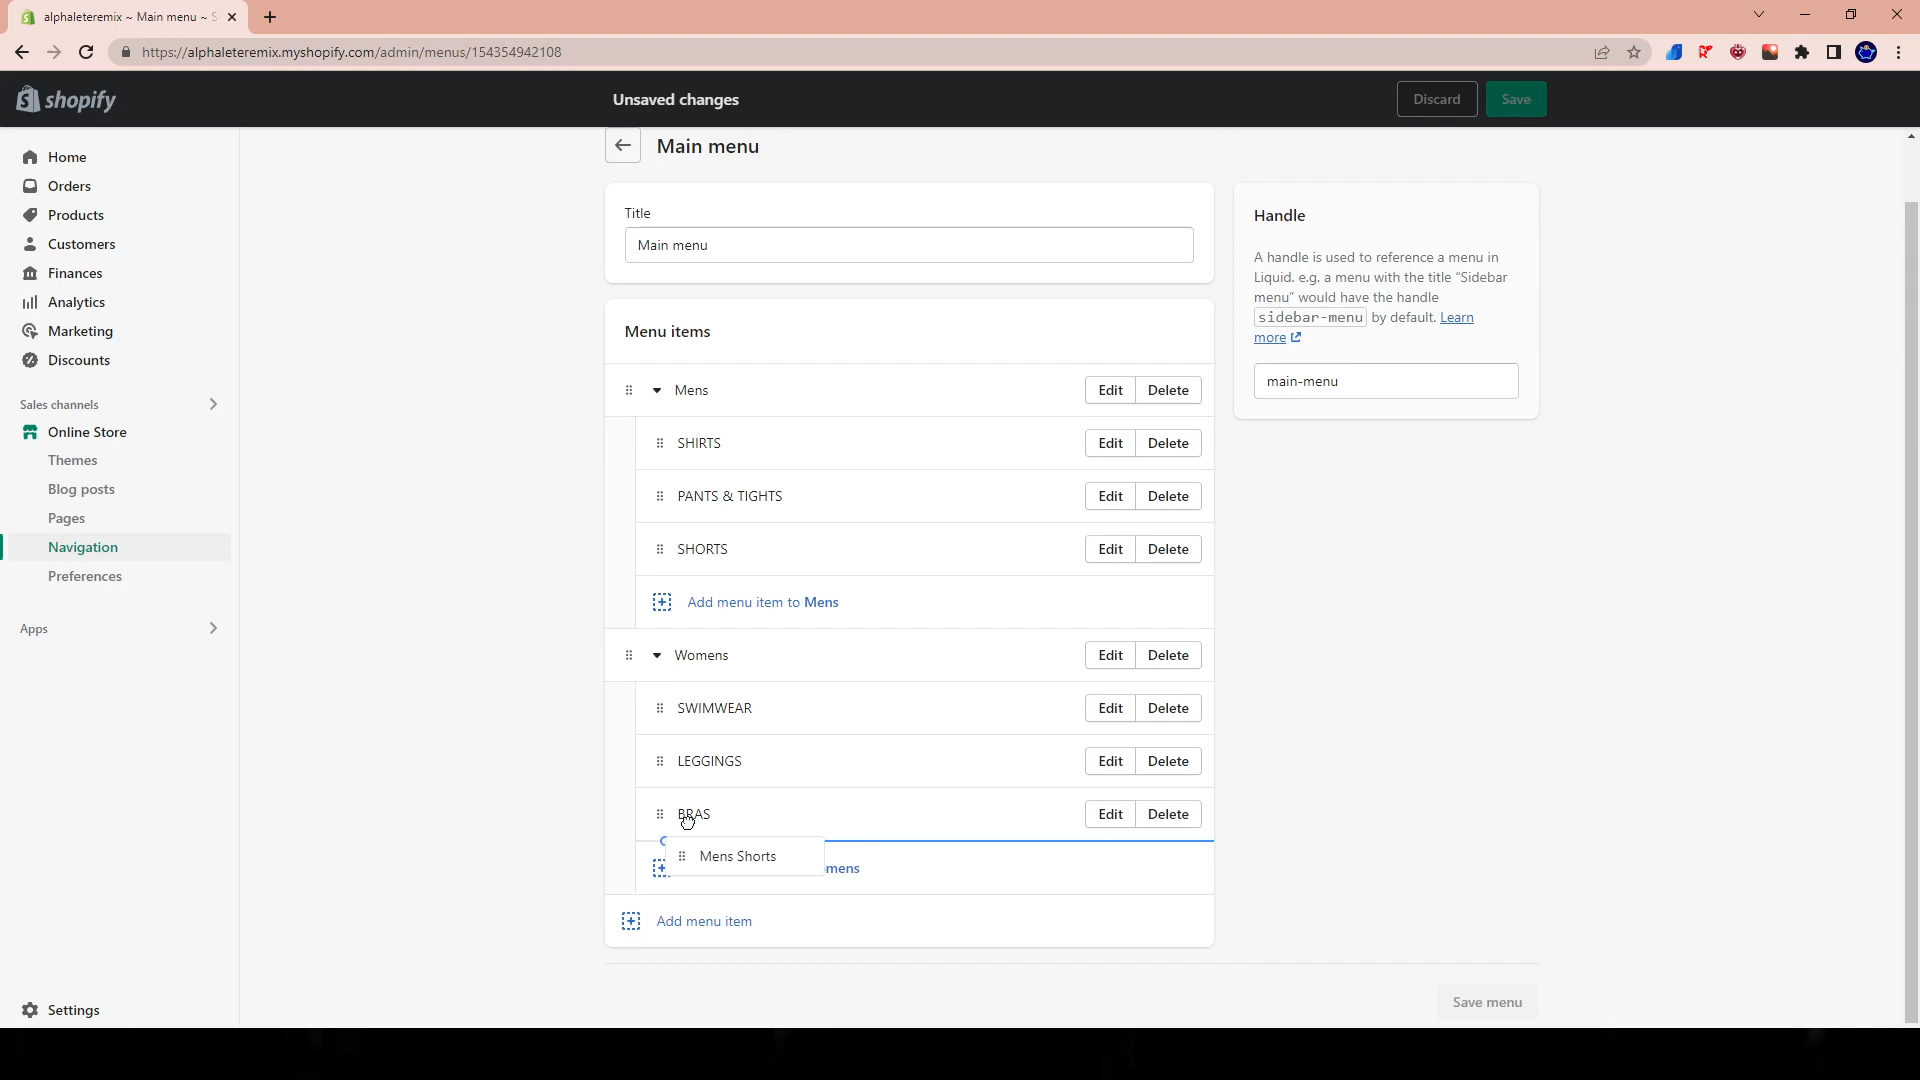 alphaleteremix ~ Main menu ~ S
https://alphaleteremix.myshopify.com/admin/menus/154354942108
shopify
Unsaved changes
Discard
Save
Home
Orders
Products
Customers
Finances
Analytics
Marketing
Discounts
Sales channels
Online Store
Themes
Blog posts
Pages
Navigation
Preferences
Apps
Settings
Main menu
Title
Main menu
Menu items
Mens
Edit
Delete
SHIRTS
Edit
Delete
PANTS & TIGHTS
Edit
Delete
SHORTS
Edit
Delete
Add menu item to Mens
Womens
Edit
Delete
SWIMWEAR
Edit
Delete
LEGGINGS
Edit
Delete
BRAS
Edit
Delete
Mens Shorts
mens
Add menu item
Handle
A handle is used to reference a menu in
Liquid. e.g. a menu with the title “Sidebar
menu” would have the handle
sidebar-menu by default. Learn
more
main-menu
Save menu